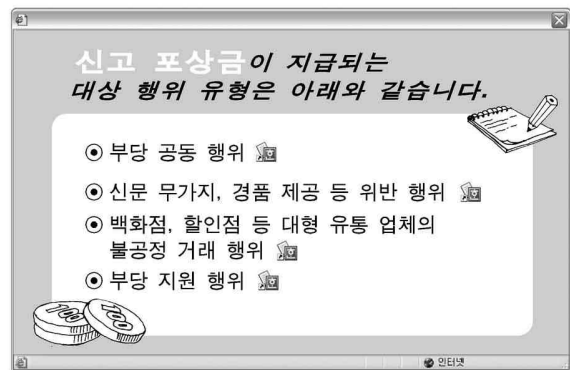 신고 포상금이 지급되는
대상 행위 유형은 아래와 같습니다.
부당 공동 행위
신문 무가지, 경품 제공 등 위반 행위
백화점, 할인점 등 대형 유통 업체의
불공정 거래 행위
부당 지원 행위
100
100
인터넷